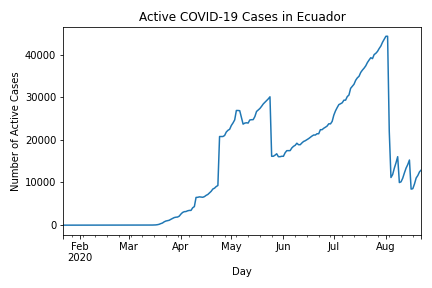 Active COVID-19 Cases in Ecuador
Number of Active Cases
40000
30000
20000
10000
0
Feb Mar Apr May Jun Jul Aug
2020
Day